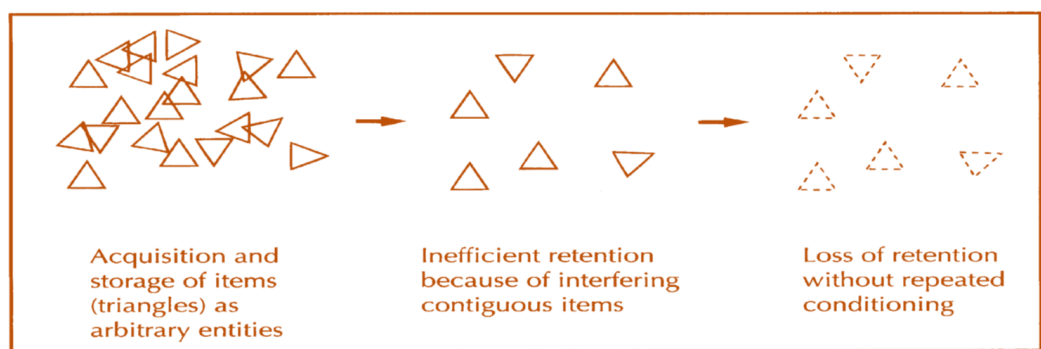 Acquisition and
storage of items
(triangles) as
arbitrary entities
Inefficient retention
because of interfering
contiguous items
Loss of retention
without repeated
conditioning